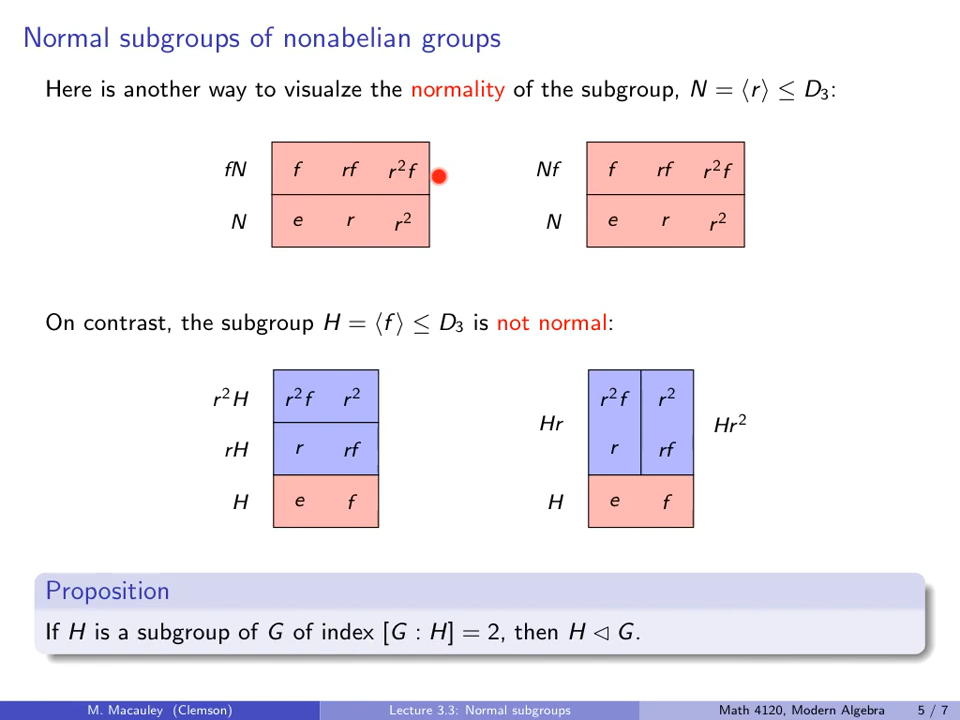 Normal subgroups of nonabelian groups
Here is another way to visualze the normality of the subgroup, N = ⟨r⟩ ≤ D₃:
fN f rf r²f Nf f rf r²f
N e r r² N e r r²
On contrast, the subgroup H = ⟨f⟩ ≤ D₃ is not normal:
r²H r²f r² r²f r²
Hr Hr²
rH r rf r rf
H e f H e f
Proposition
If H is a subgroup of G of index [G : H] = 2, then H ◁ G.
M. Macauley (Clemson) Lecture 3.3: Normal subgroups Math 4120, Modern Algebra 5 / 7